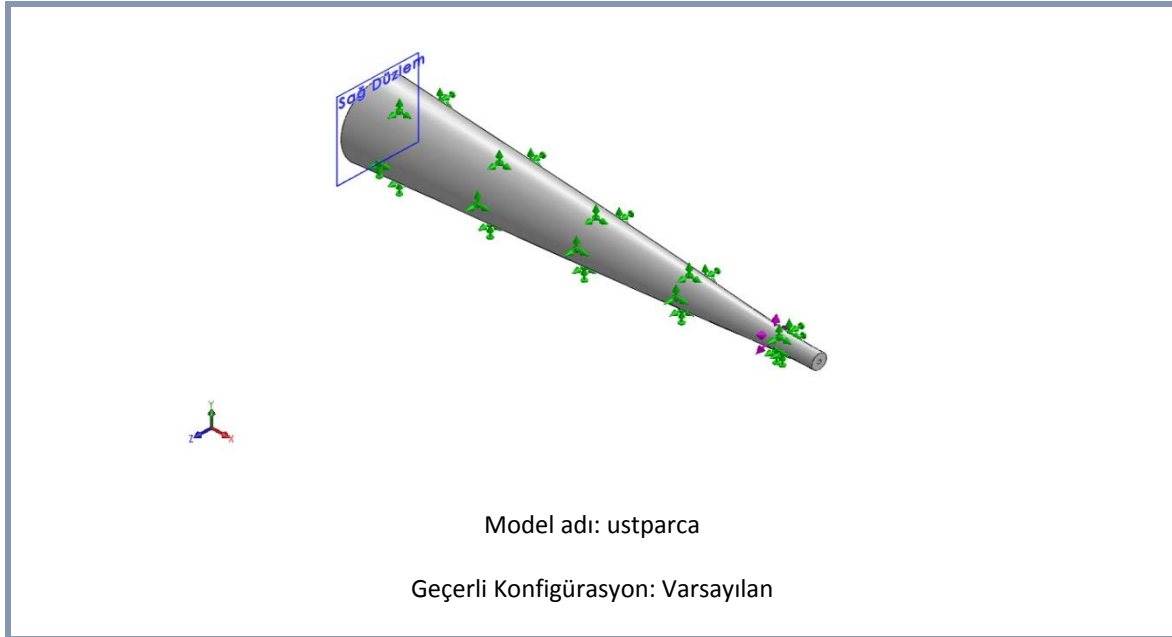 Sağ Düzlem
Y
Z
X
Model adı: ustparca
Geçerli Konfigürasyon: Varsayılan